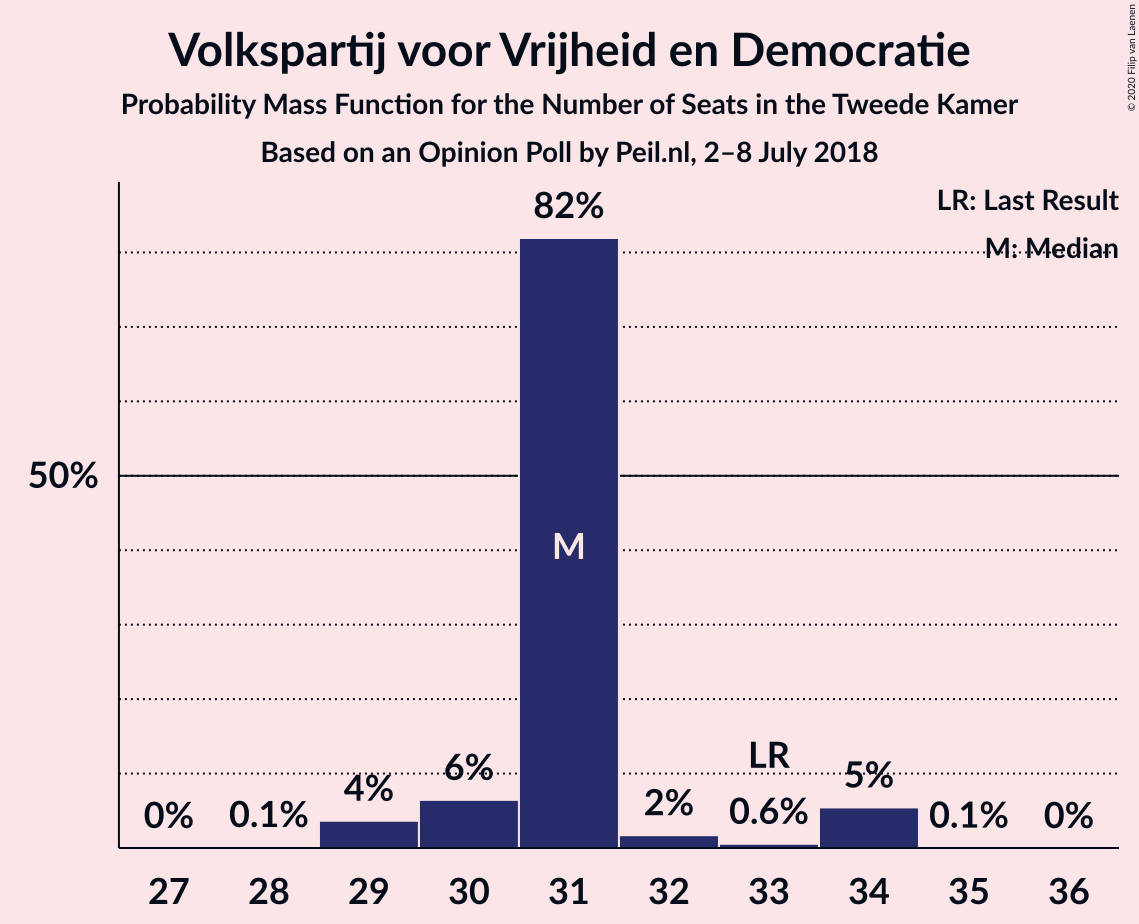 Volkspartij voor Vrijheid en Democratie
Probability Mass Function for the Number of Seats in the Tweede Kamer
Based on an Opinion Poll by Peil.nl, 2–8 July 2018
© 2020 Filip van Laenen
LR: Last Result
M: Median
82%
50%
M
LR
0%
0.1%
4%
6%
2%
0.6%
5%
0.1%
0%
27 28 29 30 31 32 33 34 35 36